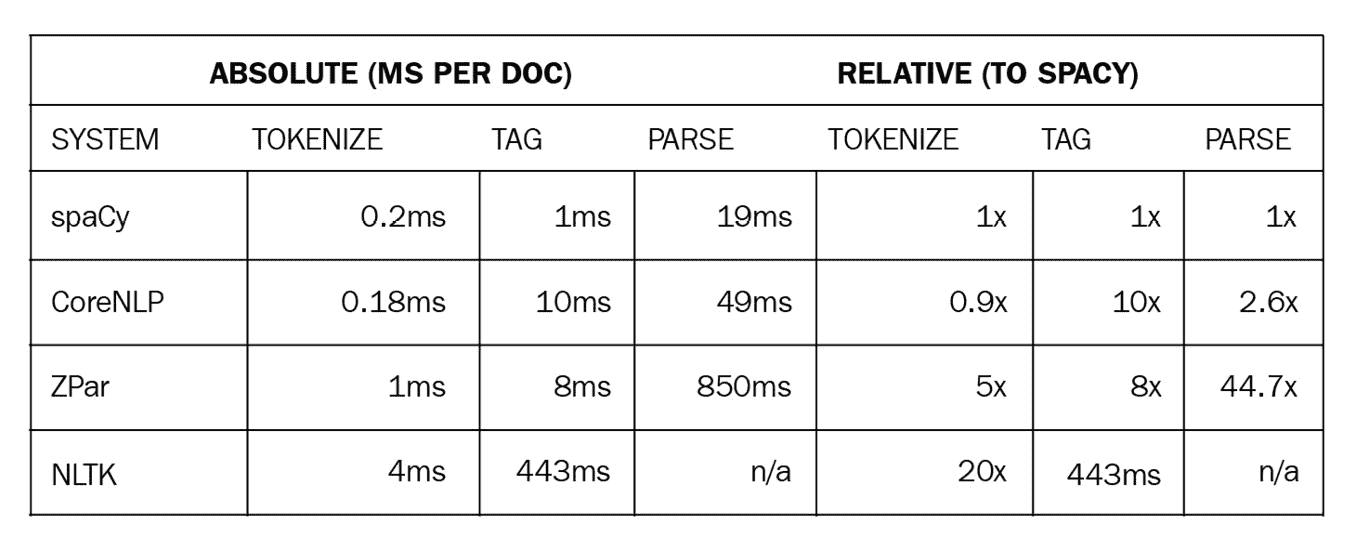 ABSOLUTE (MS PER DOC) RELATIVE (TO SPACY)
SYSTEM TOKENIZE TAG PARSE TOKENIZE TAG PARSE
spaCy 0.2ms 1ms 19ms 1x 1x 1x
CoreNLP 0.18ms 10ms 49ms 0.9x 10x 2.6x
ZPar 1ms 8ms 850ms 5x 8x 44.7x
NLTK 4ms 443ms n/a 20x 443ms n/a